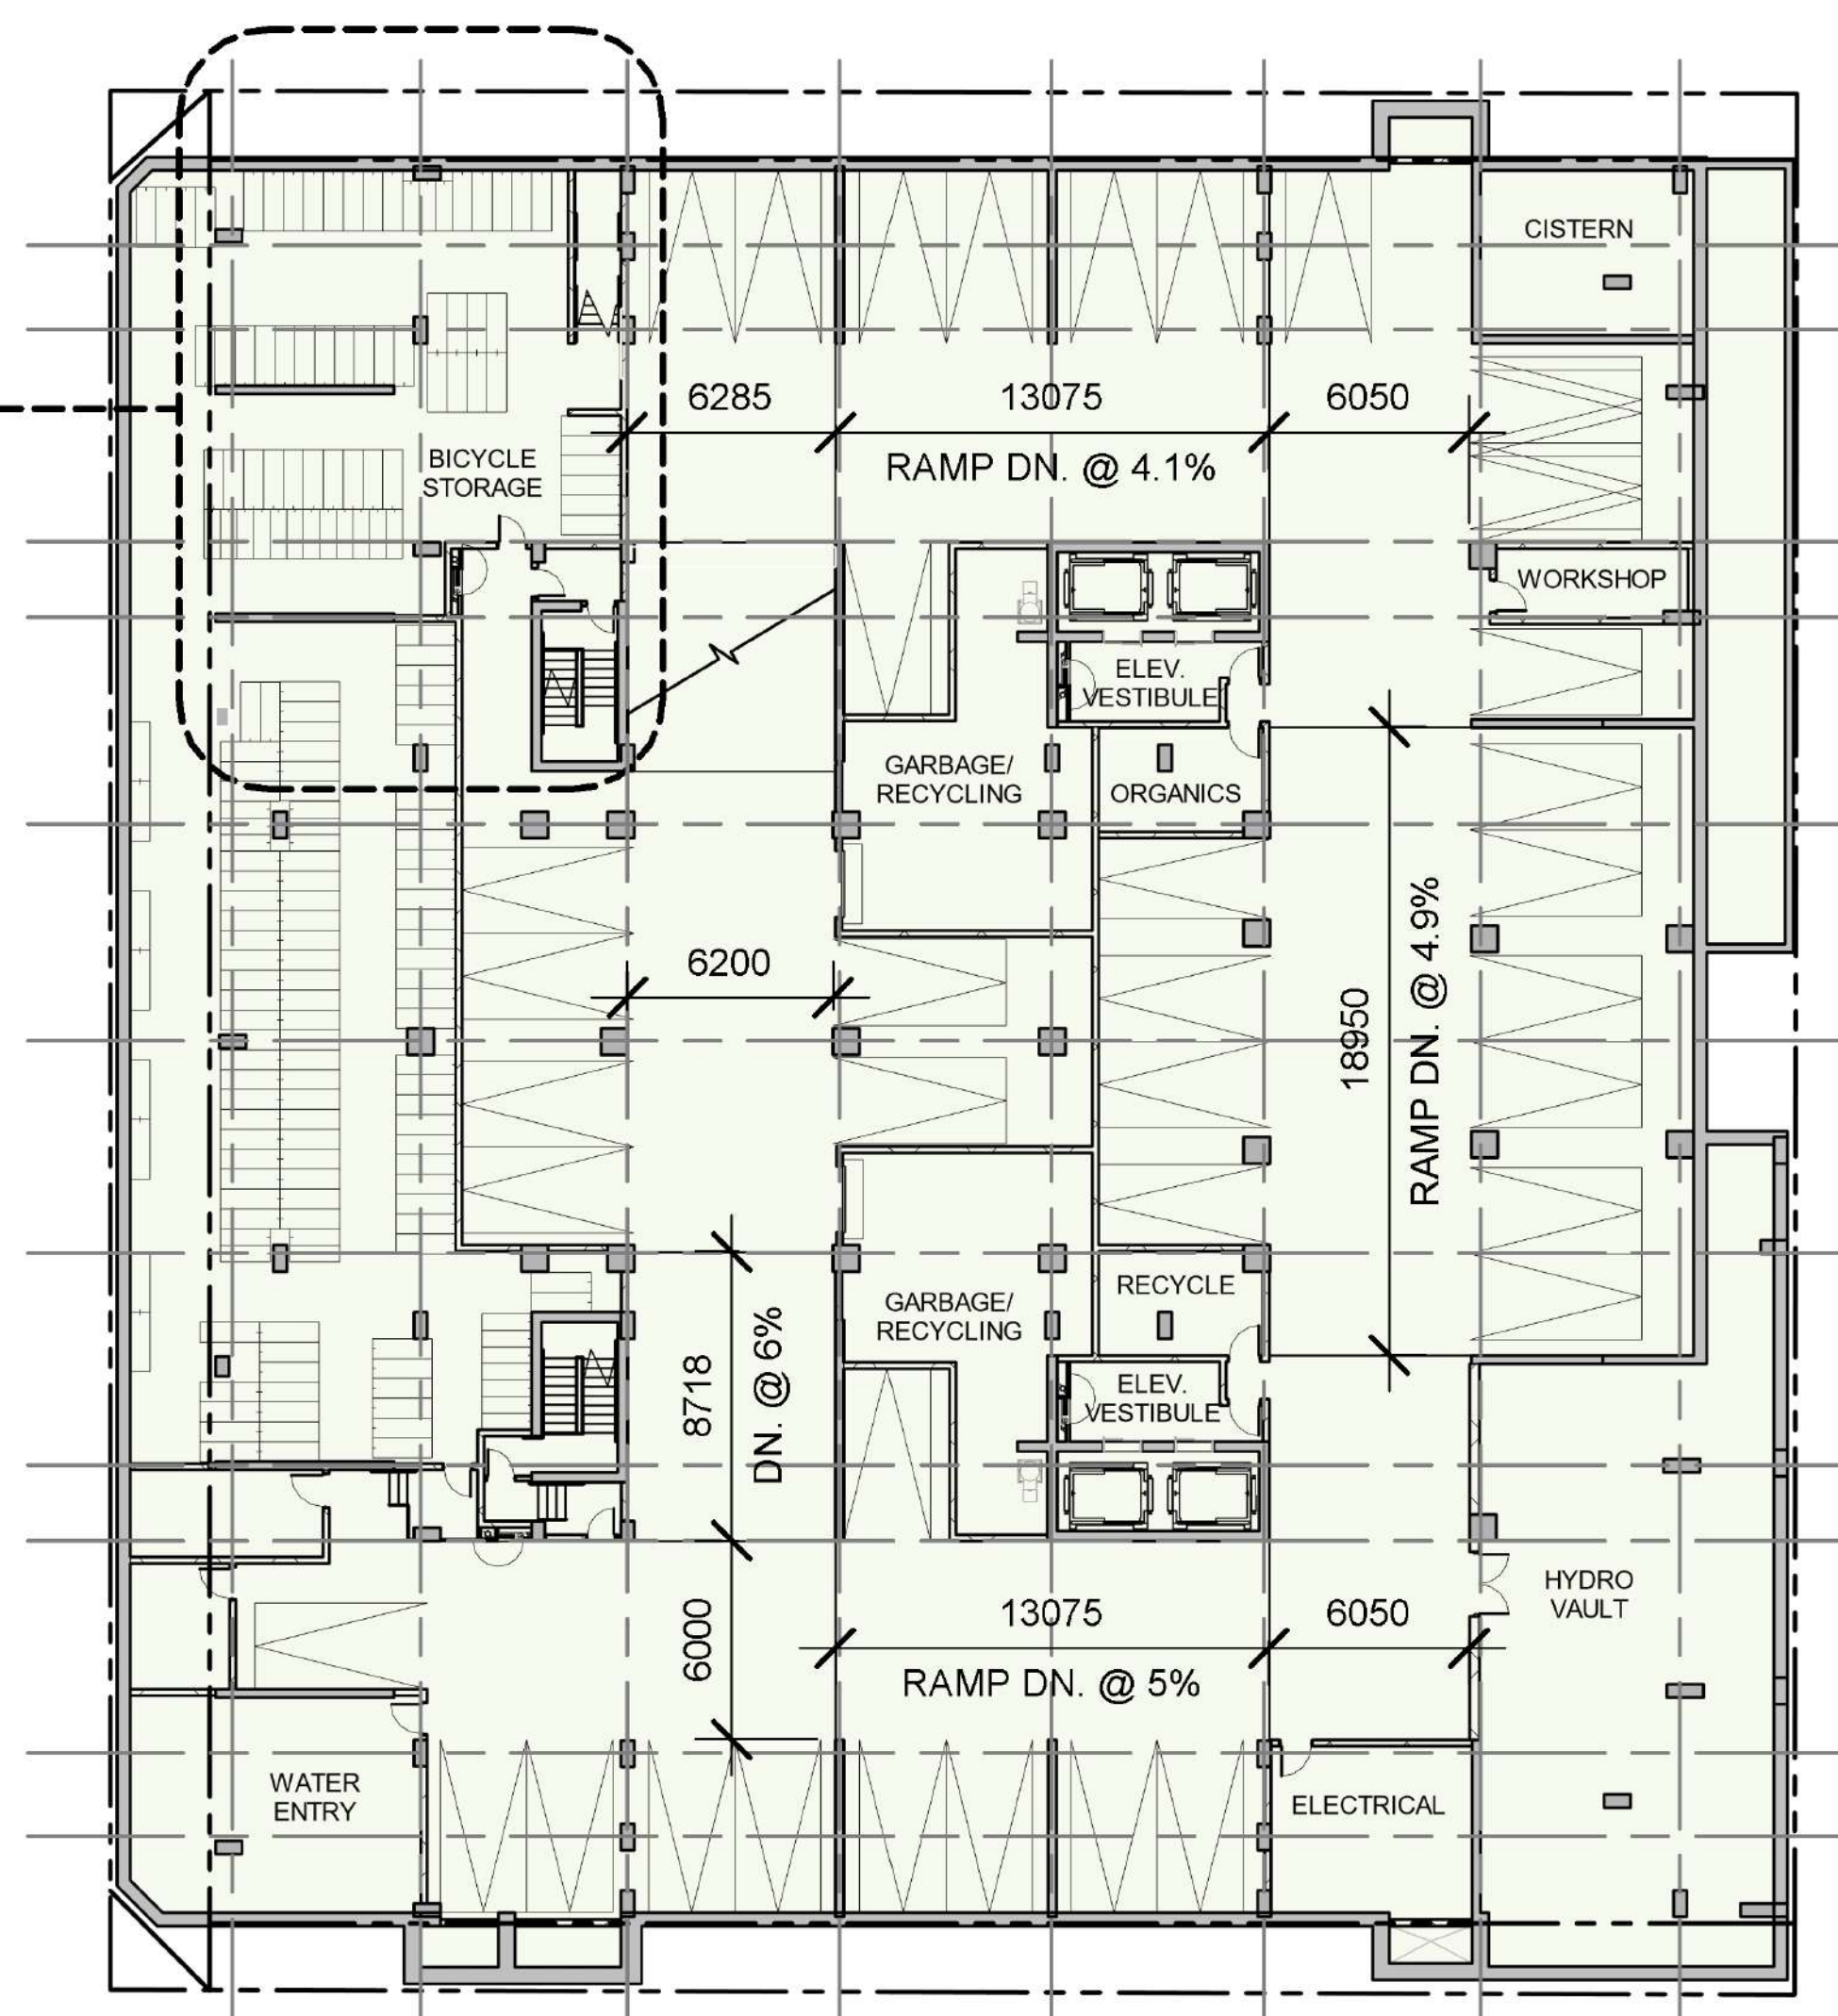 CISTERN
6285
13075
6050
RAMP DN. @ 4.1%
BICYCLE
STORAGE
WORKSHOP
ELEV.
VESTIBULE
GARBAGE/
RECYCLING
ORGANICS
6200
18950
RAMP DN. @ 4.9%
RECYCLE
GARBAGE/
RECYCLING
8718
DN. @ 6%
ELEV.
VESTIBULE
HYDRO
VAULT
6000
13075
6050
RAMP DN. @ 5%
WATER
ENTRY
ELECTRICAL